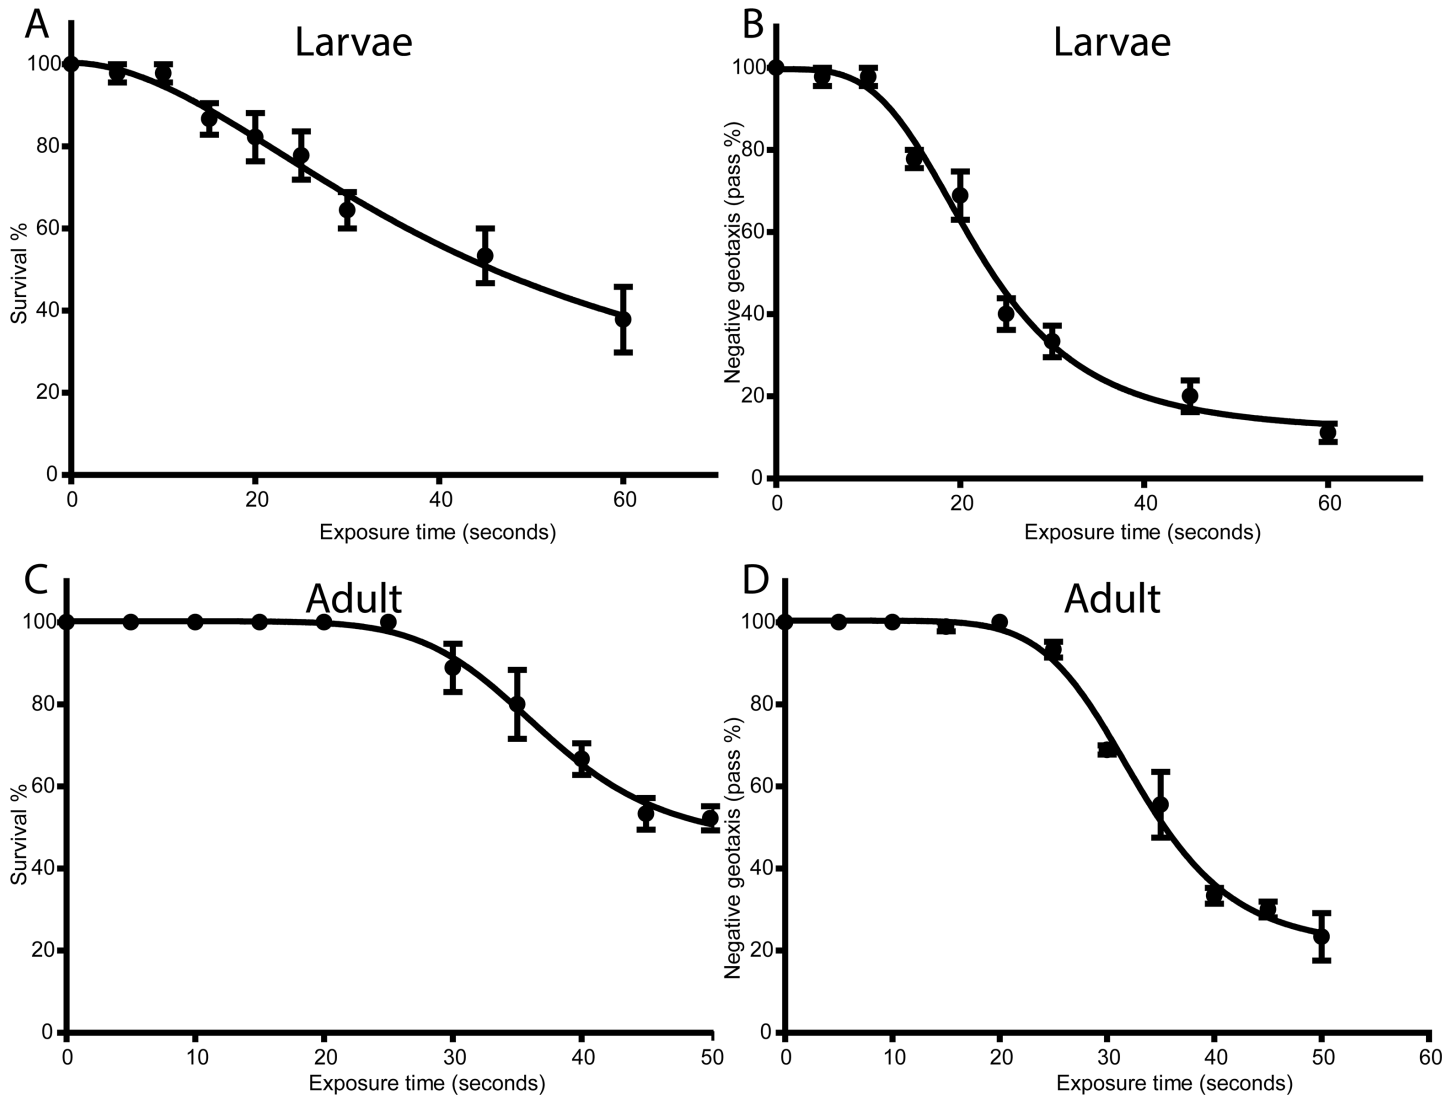 A
Larvae
100
80
60
40
20
0
Survival %
0 20 40 60
Exposure time (seconds)
B
Larvae
100
80
60
40
20
0
Negative geotaxis (pass %)
0 20 40 60
Exposure time (seconds)
C
Adult
100
80
60
40
20
0
Survival %
0 10 20 30 40 50
Exposure time (seconds)
D
Adult
100
80
60
40
20
0
Negative geotaxis (pass %)
0 10 20 30 40 50 60
Exposure time (seconds)